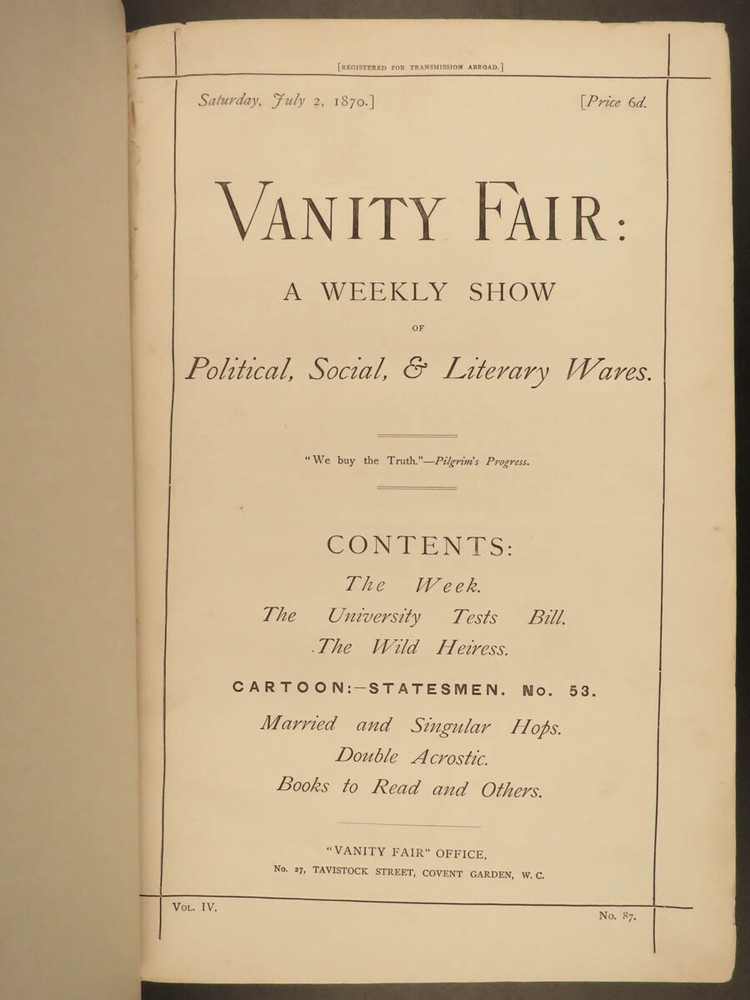 [REGISTERED FOR TRANSMISSION ABROAD.]
Saturday, July 2, 1870.] [Price 6d.
VANITY FAIR:
A WEEKLY SHOW
OF
Political, Social, & Literary Wares.
"We buy the Truth."—Pilgrim's Progress.
CONTENTS:
The Week.
The University Tests Bill.
The Wild Heiress.
CARTOON:—STATESMEN. No. 53.
Married and Singular Hops.
Double Acrostic.
Books to Read and Others.
"VANITY FAIR" OFFICE,
No. 27, TAVISTOCK STREET, COVENT GARDEN, W. C.
VOL. IV. No. 87.